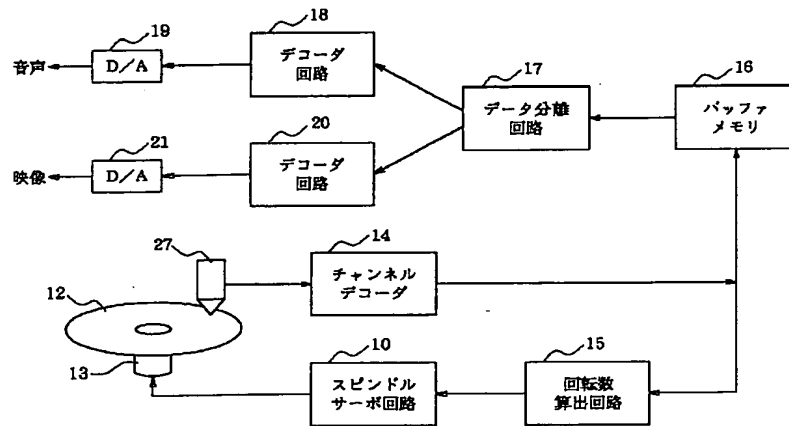 18
19
デコーダ
回路
音声
D/A
17
データ分離
回路
16
バッファ
メモリ
20
21
デコーダ
回路
映像
D/A
27
14
チャンネル
デコーダ
12
13
10
スピンドル
サーボ回路
15
回転数
算出回路